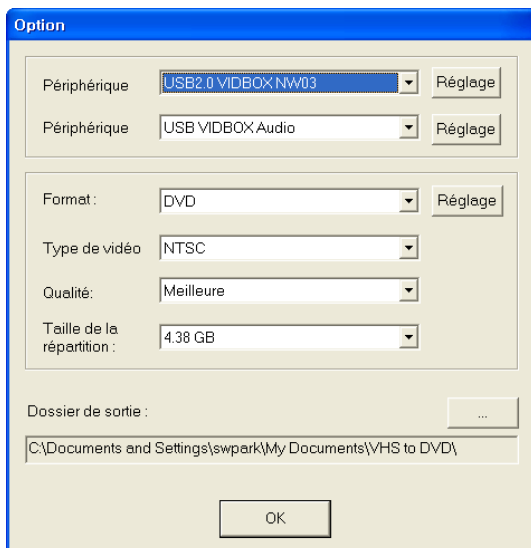 Option
Périphérique USB2.0 VIDBOX NW03 Réglage
Périphérique USB VIDBOX Audio Réglage
Format : DVD Réglage
Type de vidéo NTSC
Qualité: Meilleure
Taille de la
répartition : 4.38 GB
Dossier de sortie : ...
C:\Documents and Settings\swpark\My Documents\VHS to DVD\
OK